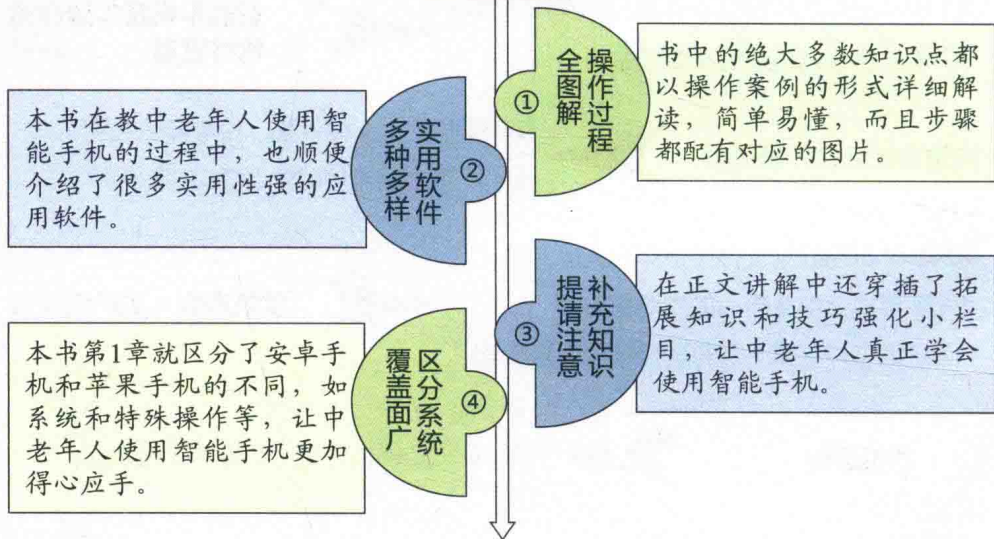 ①
操作过程
全图解
书中的绝大多数知识点都
以操作案例的形式详细解
读，简单易懂，而且步骤
都配有对应的图片。
②
实用软件
多种多样
本书在教中老年人使用智
能手机的过程中，也顺便
介绍了很多实用性强的应
用软件。
③
补充知识
提请注意
在正文讲解中还穿插了拓
展知识和技巧强化小栏
目，让中老年人真正学会
使用智能手机。
④
区分系统
覆盖面广
本书第1章就区分了安卓手
机和苹果手机的不同，如
系统和特殊操作等，让中
老年人使用智能手机更加
得心应手。